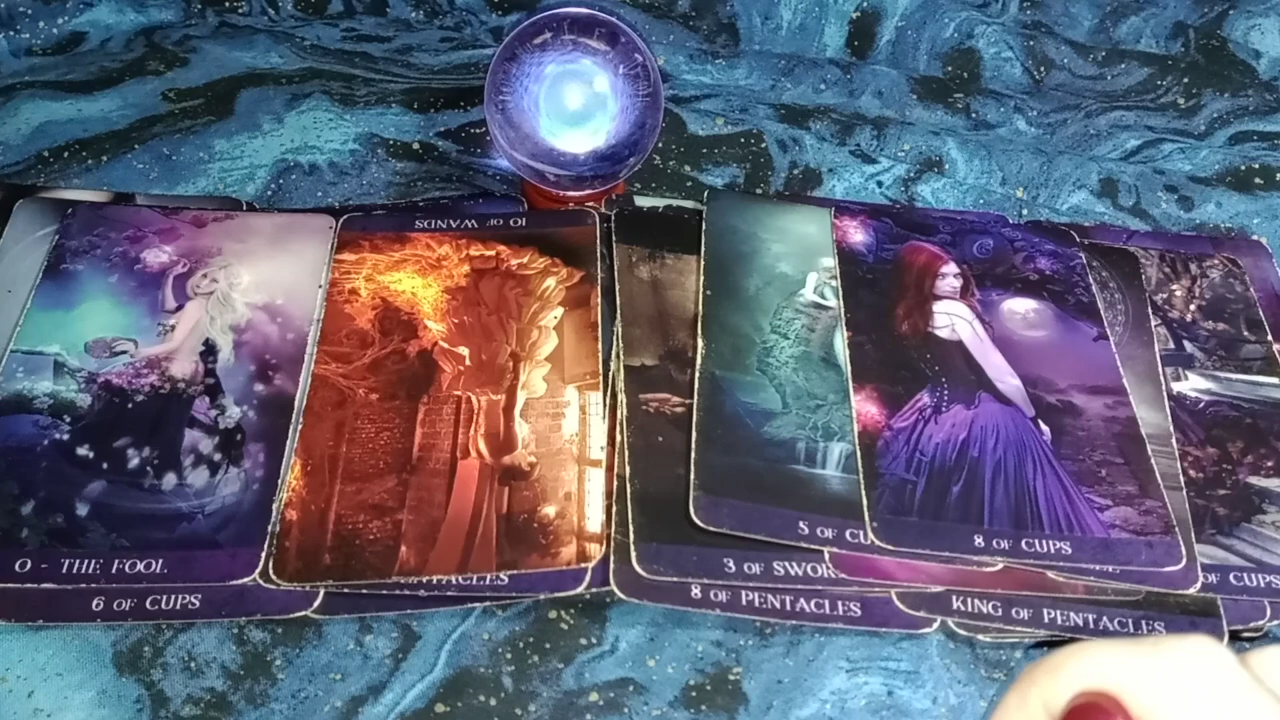 10 OF WANDS
0 - THE FOOL
6 OF CUPS
3 OF SWOR
5 OF CU
8 OF CUPS
8 OF PENTACLES
KING OF PENTACLES
OF CUPS